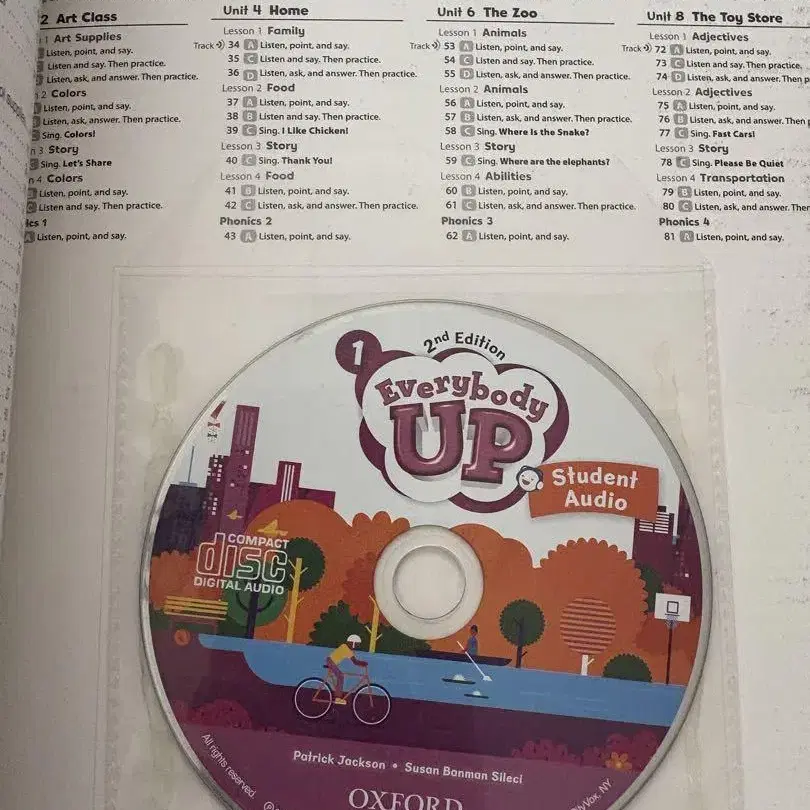 2 Art Class
1 Art Supplies
Listen, point, and say.
Listen and say. Then practice.
Listen, ask, and answer. Then practice.
2 Colors
Listen, point, and say.
Listen, ask, and answer. Then practice.
Sing. Colors!
n 3 Story
Sing. Let's Share
n 4 Colors
Listen, point, and say.
Listen and say. Then practice.
ics 1
A Listen, point, and say.
Unit 4 Home
Lesson 1 Family
Track 34 A Listen, point, and say.
35 C Listen and say. Then practice.
36 D Listen, ask, and answer. Then practice.
Lesson 2 Food
37 A Listen, point, and say.
38 B Listen and say. Then practice.
39 C Sing. I Like Chicken!
Lesson 3 Story
40 C Sing. Thank You!
Lesson 4 Food
41 B Listen, point, and say.
42 C Listen, ask, and answer. Then practice.
Phonics 2
43 A Listen, point, and say.
Unit 6 The Zoo
Lesson 1 Animals
Track 53 A Listen, point, and say.
54 C Listen and say. Then practice.
55 D Listen, ask, and answer. Then practice.
Lesson 2 Animals
56 A Listen, point, and say.
57 B Listen, ask, and answer. Then practice.
58 C Sing. Where Is the Snake?
Lesson 3 Story
59 C Sing. Where are the elephants?
Lesson 4 Abilities
60 B Listen, point, and say.
61 C Listen, ask, and answer. Then practice.
Phonics 3
62 A Listen, point, and say.
Unit 8 The Toy Store
Lesson 1 Adjectives
Track 72 A Listen, point, and say.
73 C Listen and say. Then practice.
74 D Listen, ask, and answer. Then p
Lesson 2 Adjectives
75 A Listen, point, and say.
76 B Listen, ask, and answer. Then p
77 C Sing. Fast Cars!
Lesson 3 Story
78 C Sing. Please Be Quiet
Lesson 4 Transportation
79 B Listen, point, and say.
80 C Listen, ask, and answer. Then
Phonics 4
81 A Listen, point, and say.
1
2nd Edition
Everybody
UP
Student
Audio
COMPACT
disc
DIGITAL AUDIO
Patrick Jackson • Susan Banman Sileci
All rights reserved.
OXFORD
Vox, NY